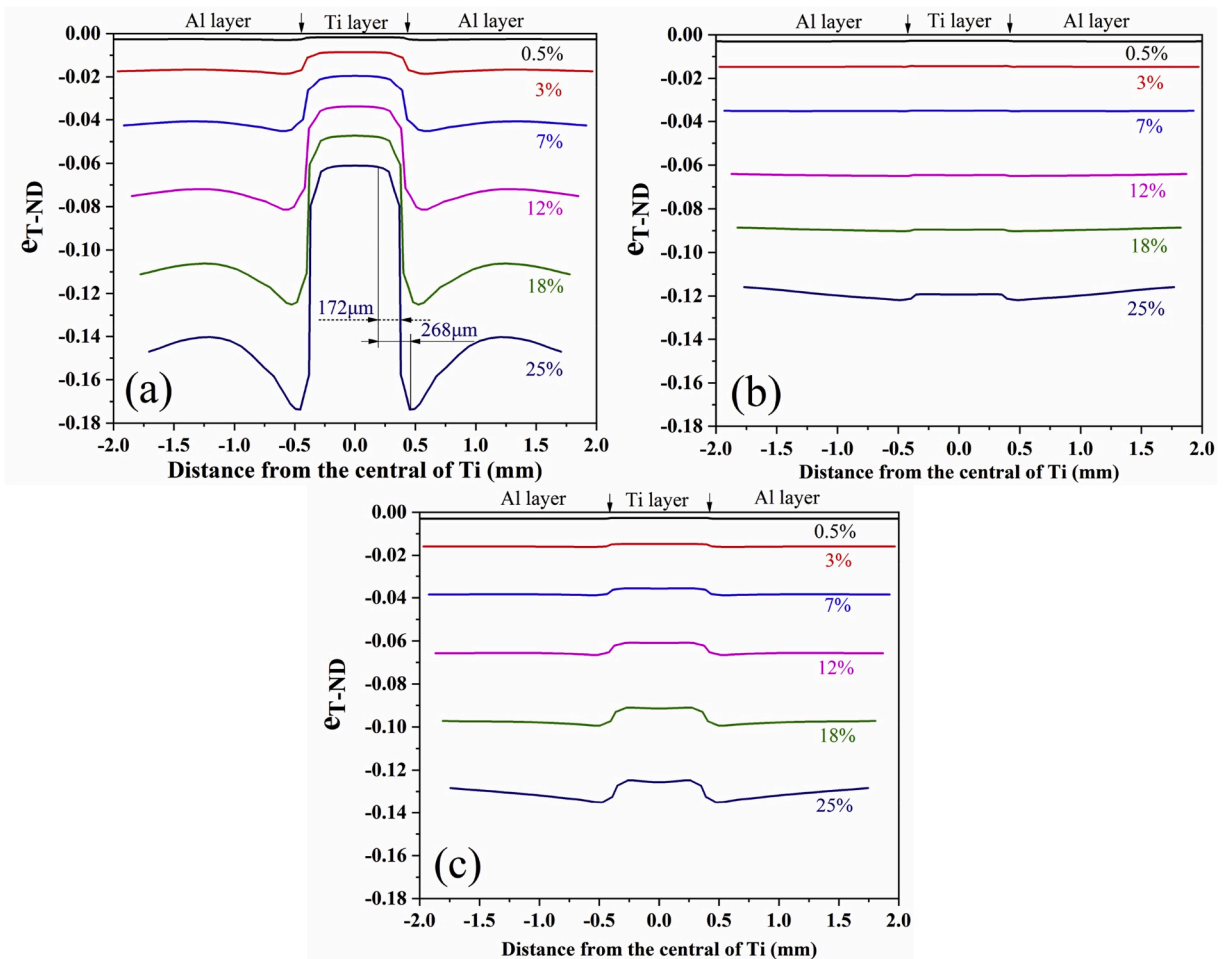 Al layer Ti layer Al layer
0.00
-0.02
-0.04
-0.06
-0.08
-0.10
-0.12
-0.14
-0.16
-0.18
e_T-ND
0.5%
3%
7%
12%
18%
25%
172μm
268μm
(a)
-2.0 -1.5 -1.0 -0.5 0.0 0.5 1.0 1.5 2.0
Distance from the central of Ti (mm)
Al layer Ti layer Al layer
0.00
-0.02
-0.04
-0.06
-0.08
-0.10
-0.12
-0.14
-0.16
-0.18
e_T-ND
0.5%
3%
7%
12%
18%
25%
(b)
-2.0 -1.5 -1.0 -0.5 0.0 0.5 1.0 1.5 2.0
Distance from the central of Ti (mm)
Al layer Ti layer Al layer
0.00
-0.02
-0.04
-0.06
-0.08
-0.10
-0.12
-0.14
-0.16
-0.18
e_T-ND
0.5%
3%
7%
12%
18%
25%
(c)
-2.0 -1.5 -1.0 -0.5 0.0 0.5 1.0 1.5 2.0
Distance from the central of Ti (mm)